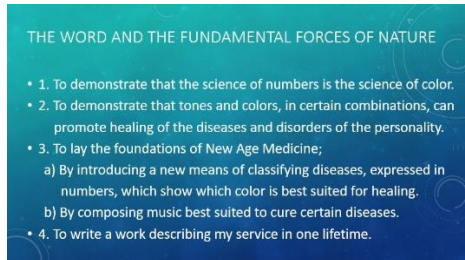 THE WORD AND THE FUNDAMENTAL FORCES OF NATURE
• 1. To demonstrate that the science of numbers is the science of color.
• 2. To demonstrate that tones and colors, in certain combinations, can
promote healing of the diseases and disorders of the personality.
• 3. To lay the foundations of New Age Medicine;
a) By introducing a new means of classifying diseases, expressed in
numbers, which show which color is best suited for healing.
b) By composing music best suited to cure certain diseases.
• 4. To write a work describing my service in one lifetime.